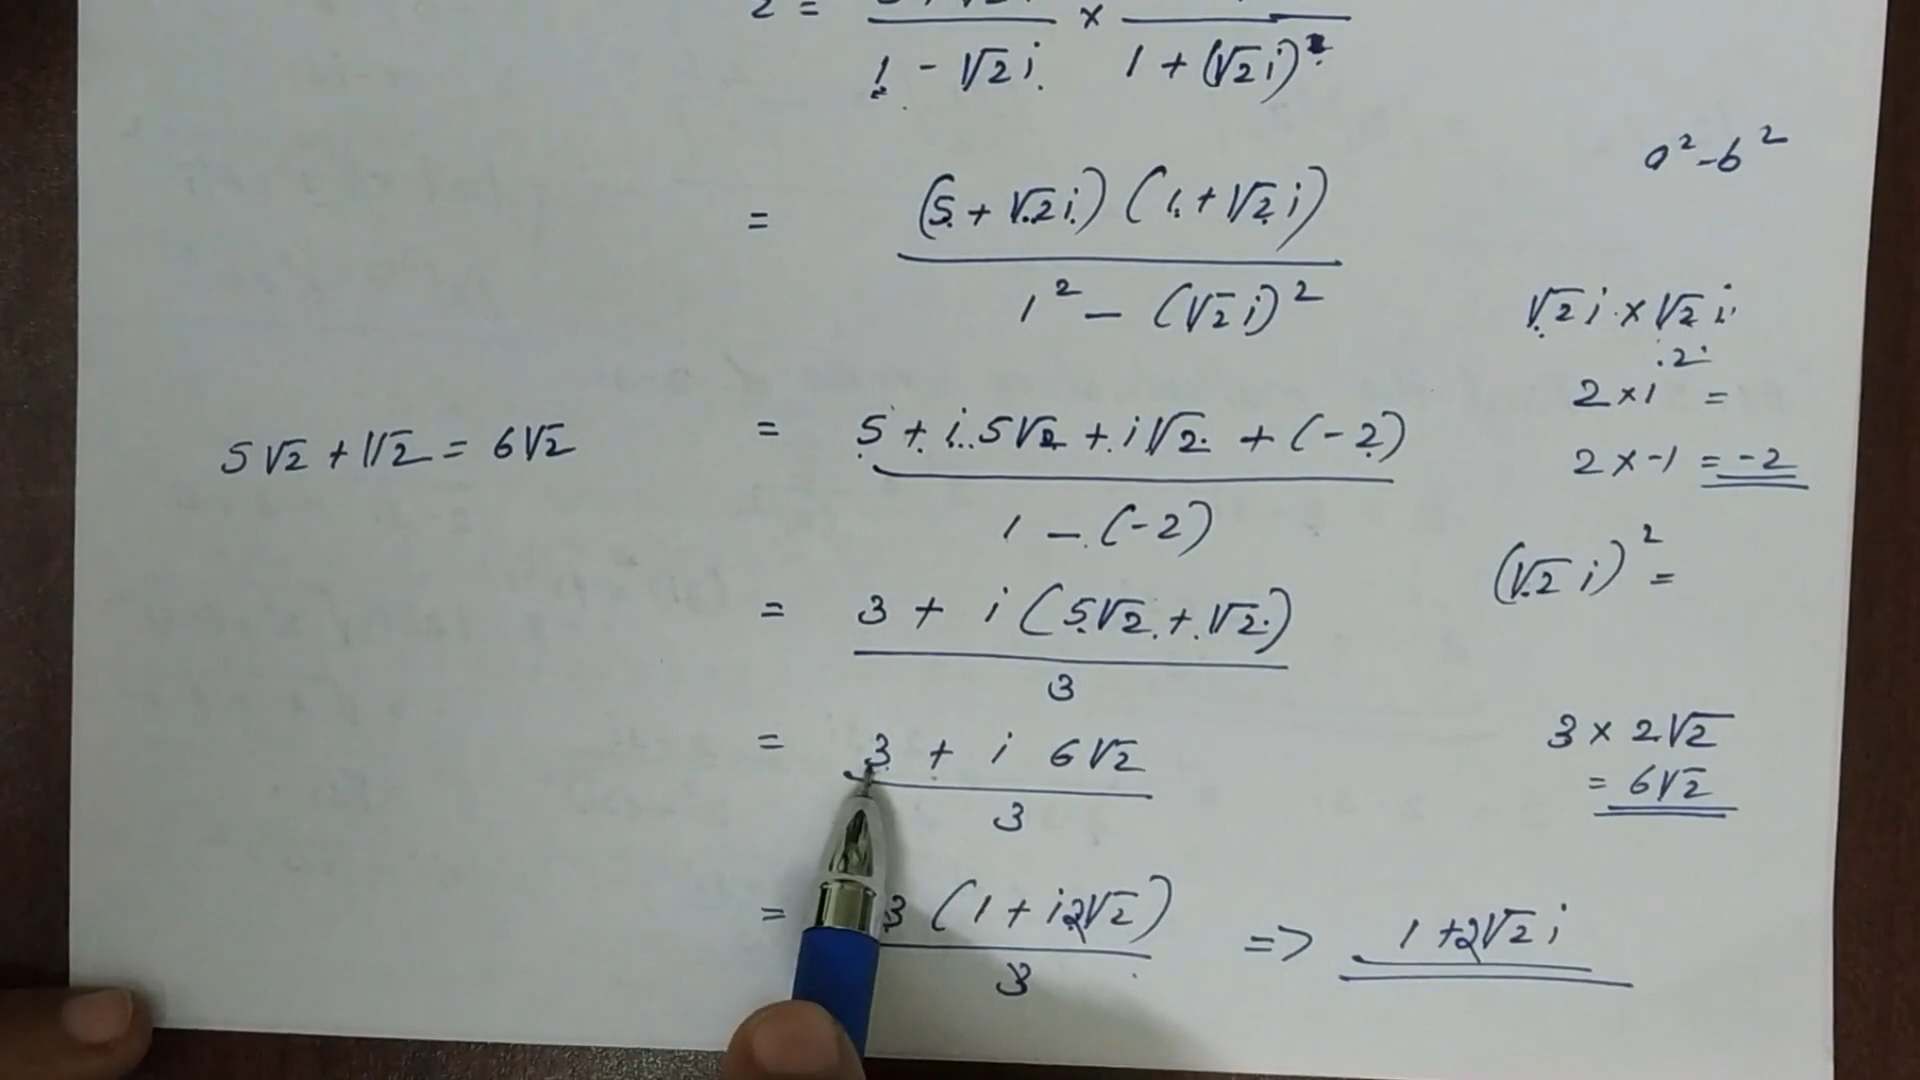 2 =
1 - √2 i × 1 + (√2 i)²
a² - b²
= (5 + √2 i) (1 + √2 i)
1² - (√2 i)²
√2 i × √2 i
i²
2 × 1 =
5√2 + 1√2 = 6√2
= 5 + i 5√2 + i√2 + (-2)
2 × -1 = -2
1 - (-2)
(√2 i)² =
= 3 + i (5√2 + √2)
3
= 3 + i 6√2
3
3 × 2√2
= 6√2
= 3 (1 + i2√2) => 1 + 2√2 i
3